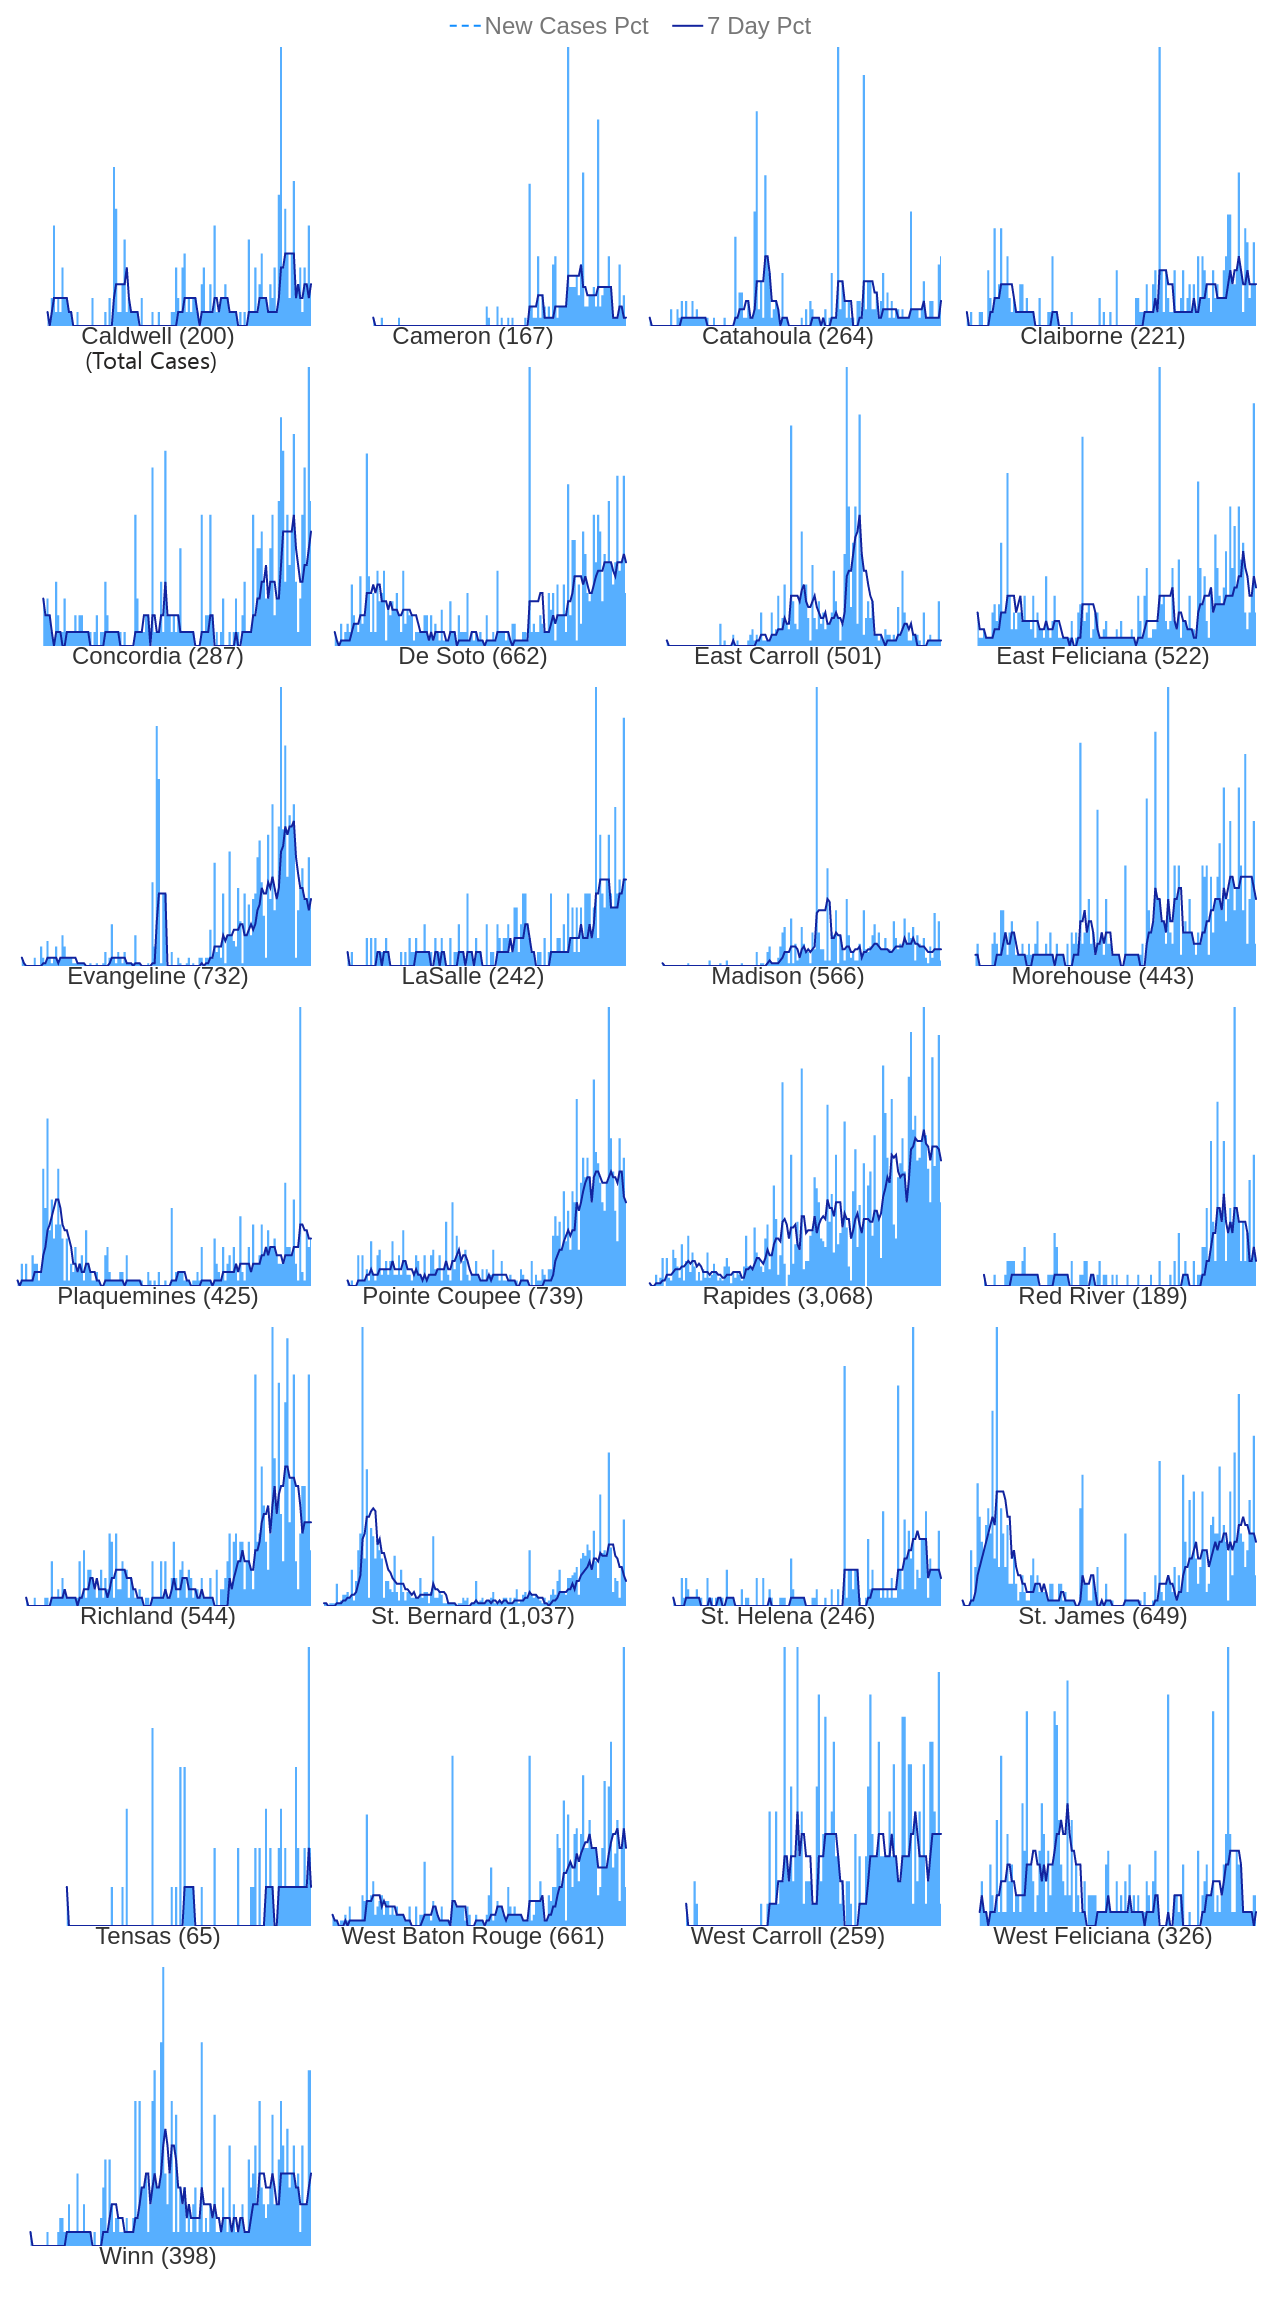 New Cases Pct 7 Day Pct
Caldwell (200) Cameron (167) Catahoula (264) Claiborne (221)
(Total Cases)
Concordia (287) De Soto (662) East Carroll (501) East Feliciana (522)
Evangeline (732) LaSalle (242) Madison (566) Morehouse (443)
Plaquemines (425) Pointe Coupee (739) Rapides (3,068) Red River (189)
Richland (544) St. Bernard (1,037) St. Helena (246) St. James (649)
Tensas (65) West Baton Rouge (661) West Carroll (259) West Feliciana (326)
Winn (398)